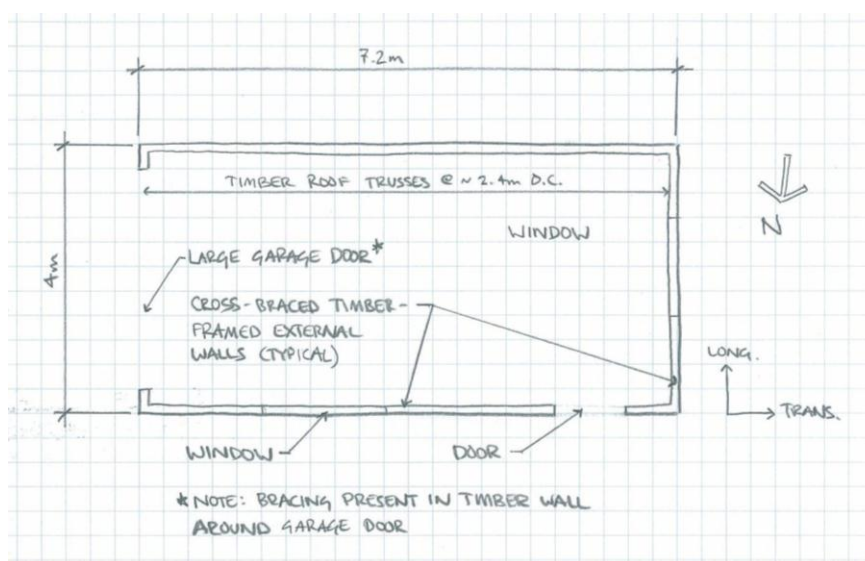 7.2m
TIMBER ROOF TRUSSES @ ~ 2.4m O.C.
N
WINDOW
LARGE GARAGE DOOR*
4m
CROSS-BRACED TIMBER-
FRAMED EXTERNAL
WALLS (TYPICAL)
LONG.
TRANS.
WINDOW
DOOR
* NOTE: BRACING PRESENT IN TIMBER WALL
AROUND GARAGE DOOR